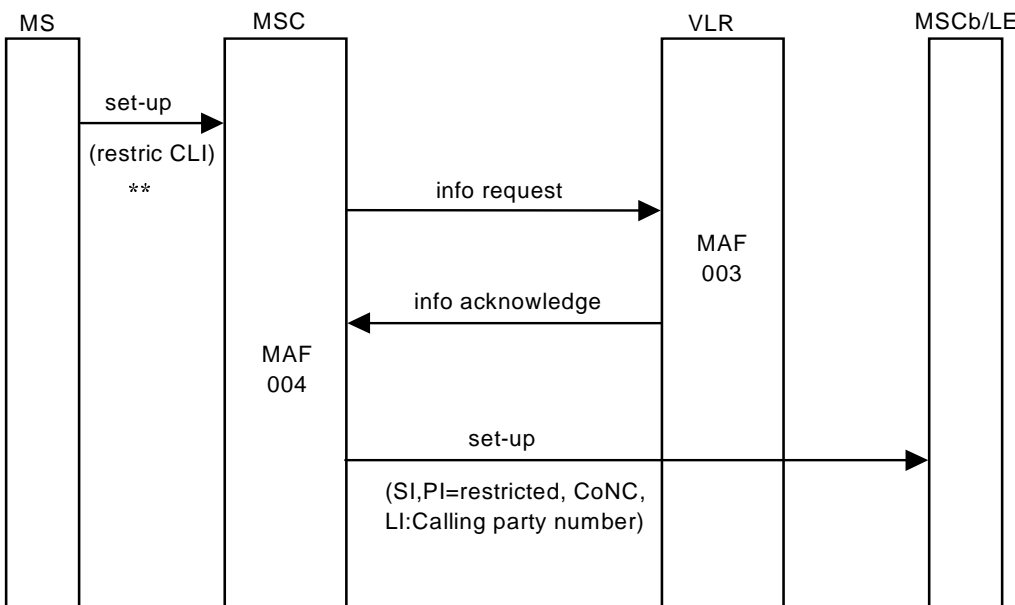 MS
MSC
VLR
MSCb/LE
set-up
(restric CLI)
**
info request
MAF
003
info acknowledge
MAF
004
set-up
(SI,PI=restricted, CoNC,
LI:Calling party number)